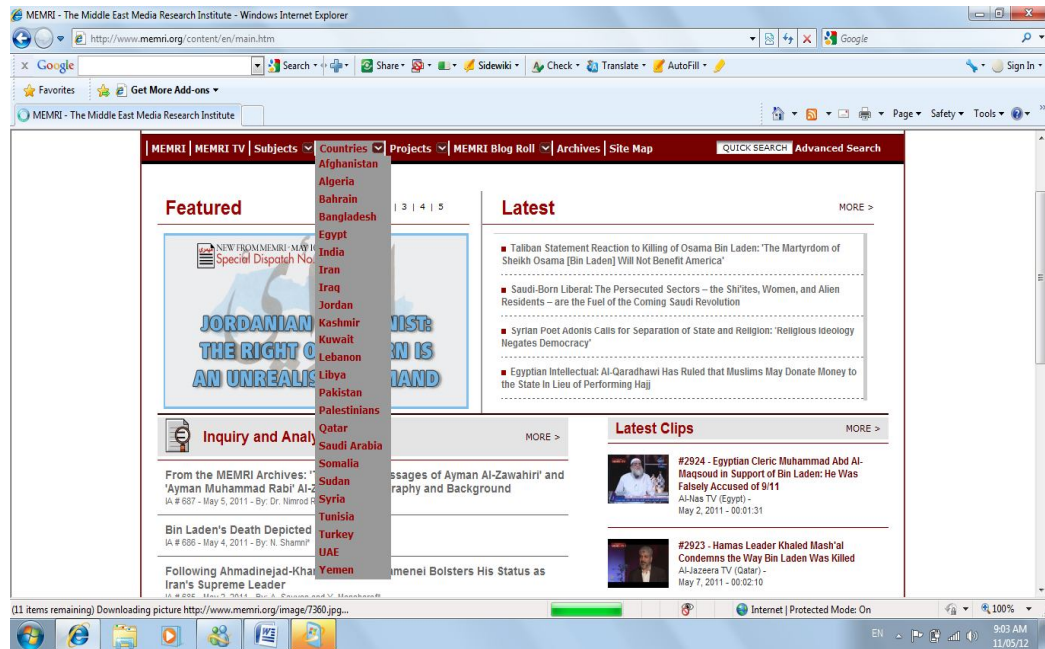 MEMRI - The Middle East Media Research Institute - Windows Internet Explorer
http://www.memri.org/content/en/main.htm
Google
x Google
Search
Share
Sidewiki
Check
Translate
AutoFill
Sign In
Favorites
Get More Add-ons
MEMRI - The Middle East Media Research Institute
Page
Safety
Tools
MEMRI | MEMRI TV | Subjects
Countries
Projects
MEMRI Blog Roll
Archives | Site Map
QUICK SEARCH
Advanced Search
Afghanistan
Algeria
Bahrain
Bangladesh
Egypt
India
Iran
Iraq
Jordan
Kashmir
Kuwait
Lebanon
Libya
Pakistan
Palestinians
Qatar
Saudi Arabia
Somalia
Sudan
Syria
Tunisia
Turkey
UAE
Yemen
Featured
| 3 | 4 | 5
NEW FROM MEMRI - MAY
Special Dispatch No
JORDANIAN
THE RIGHT
IS
AN
Latest
MORE >
Taliban Statement Reaction to Killing of Osama Bin Laden: 'The Martyrdom of
Sheikh Osama [Bin Laden] Will Not Benefit America'
Saudi-Born Liberal: The Persecuted Sectors – the Shi'ites, Women, and Alien
Residents – are the Fuel of the Coming Saudi Revolution
Syrian Poet Adonis Calls for Separation of State and Religion: 'Religious Ideology
Negates Democracy'
Egyptian Intellectual: Al-Qaradhawi Has Ruled that Muslims May Donate Money to
the State In Lieu of Performing Hajj
Inquiry and
MORE >
From the MEMRI Archives:
of Ayman Al-Zawahiri' and
'Ayman Muhammad Rabi'
and Background
IA # 687 - May 5, 2011 - By: Dr. Nimrod
Bin Laden's Death Depicted
IA # 686 - May 4, 2011 - By: N. Shamni*
Following
Bolsters His Status as
Iran's Supreme Leader
Latest Clips
MORE >
#2924 - Egyptian Cleric Muhammad Abd Al-
Maqsoud in Support of Bin Laden: He Was
Falsely Accused of 9/11
Al-Nas TV (Egypt) -
May 2, 2011 - 00:01:31
#2923 - Hamas Leader Khaled Mash'al
Condemns the Way Bin Laden Was Killed
Al-Jazeera TV (Qatar) -
May 7, 2011 - 00:02:10
(11 items remaining) Downloading picture http://www.memri.org/image/7360.jpg...
Internet | Protected Mode: On
100%
EN
9:03 AM
11/05/12